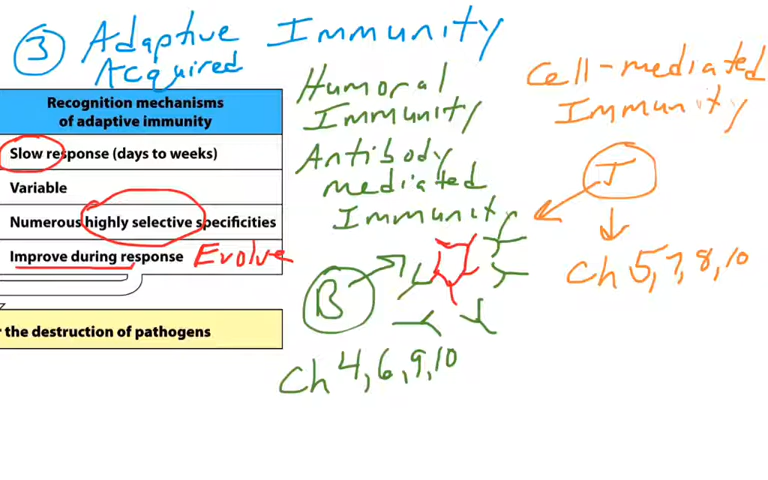 ③ Adaptive Immunity
Acquired
Recognition mechanisms
of adaptive immunity
Slow response (days to weeks)
Variable
Numerous highly selective specificities
Improve during response Evolve
r the destruction of pathogens
Humoral
Immunity
Antibody
mediated
Immunity
B
Ch 4, 6, 9, 10
Cell-mediated
Immunity
T
Ch 5, 7, 8, 10